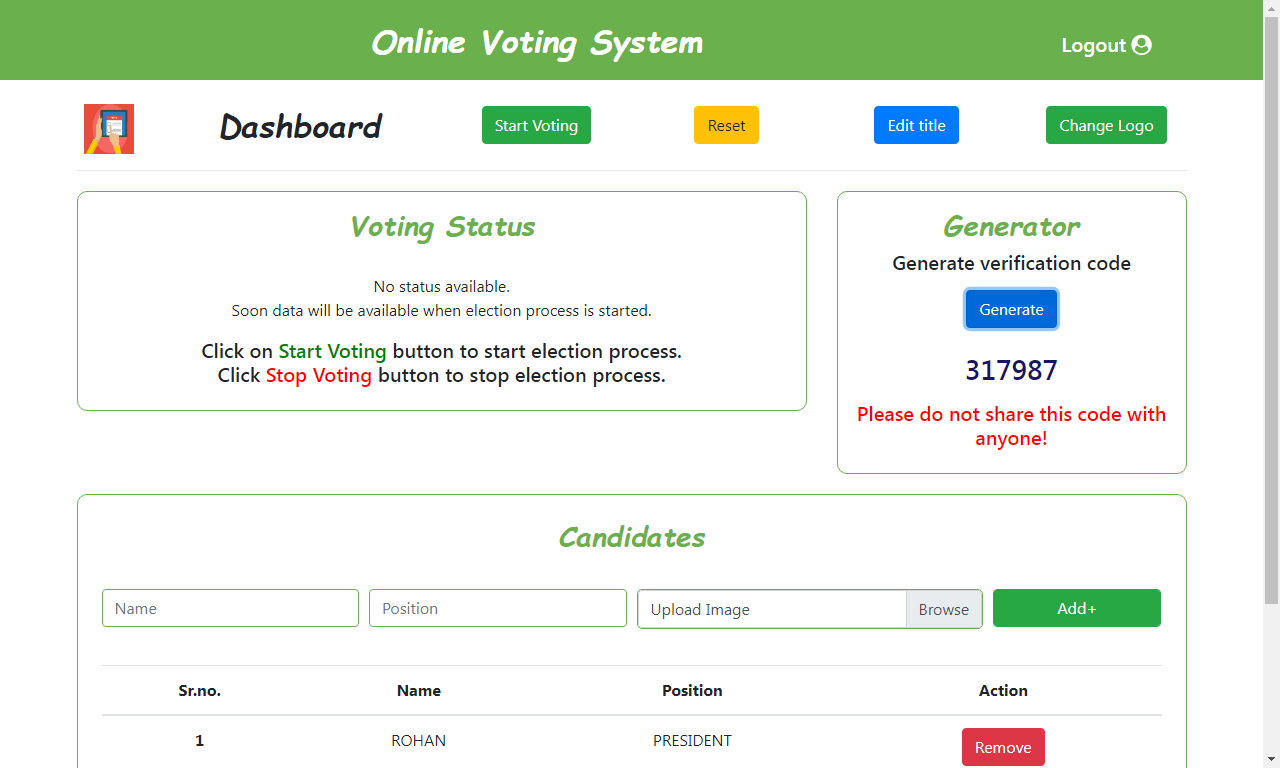 Online Voting System
Logout
Dashboard
Start Voting
Reset
Edit title
Change Logo
Voting Status
No status available.
Soon data will be available when election process is started.
Click on Start Voting button to start election process.
Click Stop Voting button to stop election process.
Generator
Generate verification code
Generate
317987
Please do not share this code with
anyone!
Candidates
Name
Position
Upload Image
Browse
Add+
Sr.no. Name Position Action
1 ROHAN PRESIDENT Remove